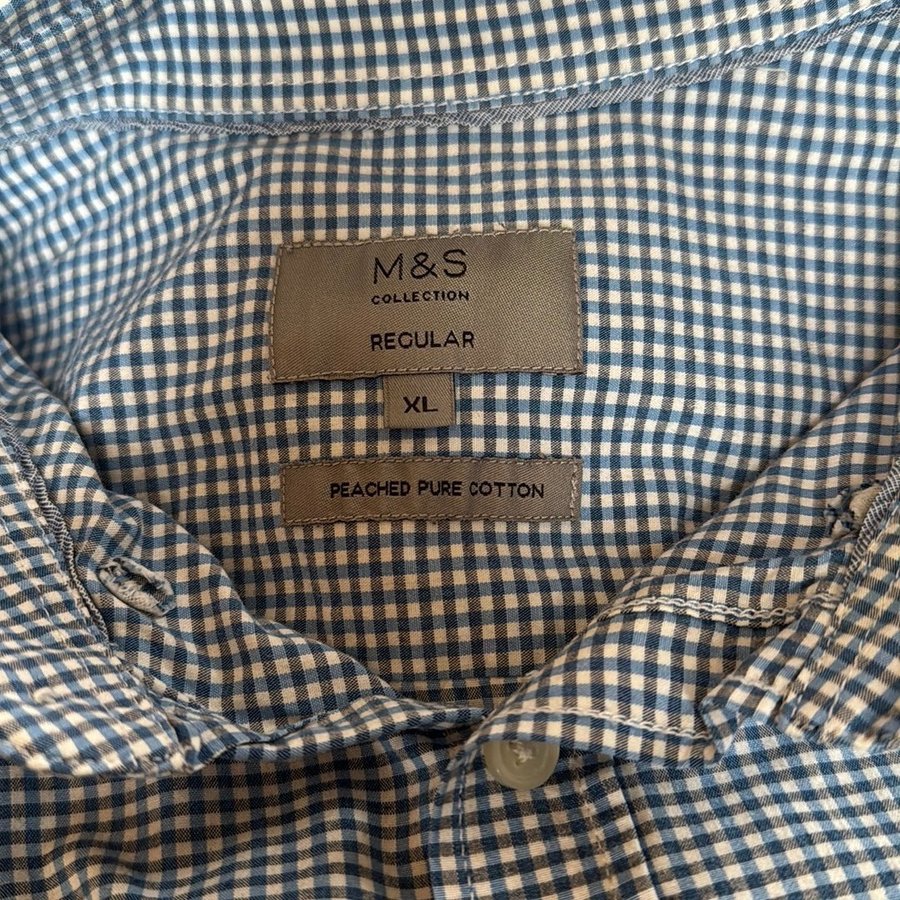 M&S
COLLECTION
REGULAR
XL
PEACHED PURE COTTON